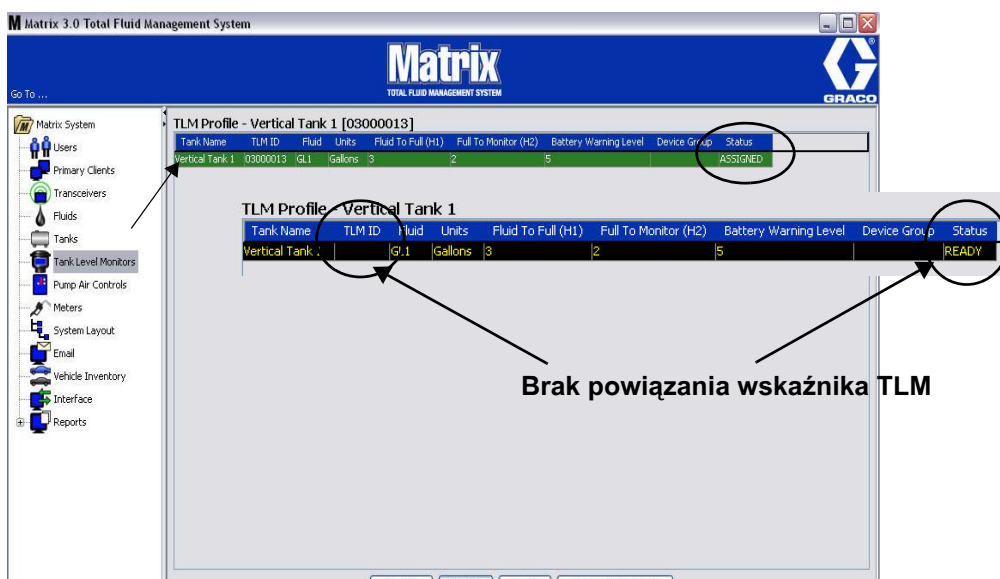 Matrix 3.0 Total Fluid Management System
Matrix
TOTAL FLUID MANAGEMENT SYSTEM
GRACO
Go To ...
Matrix System
Users
Primary Clients
Transceivers
Fluids
Tanks
Tank Level Monitors
Pump Air Controls
Meters
System Layout
Email
Vehicle Inventory
Interface
Reports
TLM Profile - Vertical Tank 1 [03000013]
Tank Name TLM ID Fluid Units Fluid To Full (H1) Full To Monitor (H2) Battery Warning Level Device Group Status
Vertical Tank 1 03000013 GL1 Gallons 3 2 5 ASSIGNED
TLM Profile - Vertical Tank 1
Tank Name TLM ID Fluid Units Fluid To Full (H1) Full To Monitor (H2) Battery Warning Level Device Group Status
Vertical Tank GL1 Gallons 3 2 5 READY
Brak powiązania wskaźnika TLM